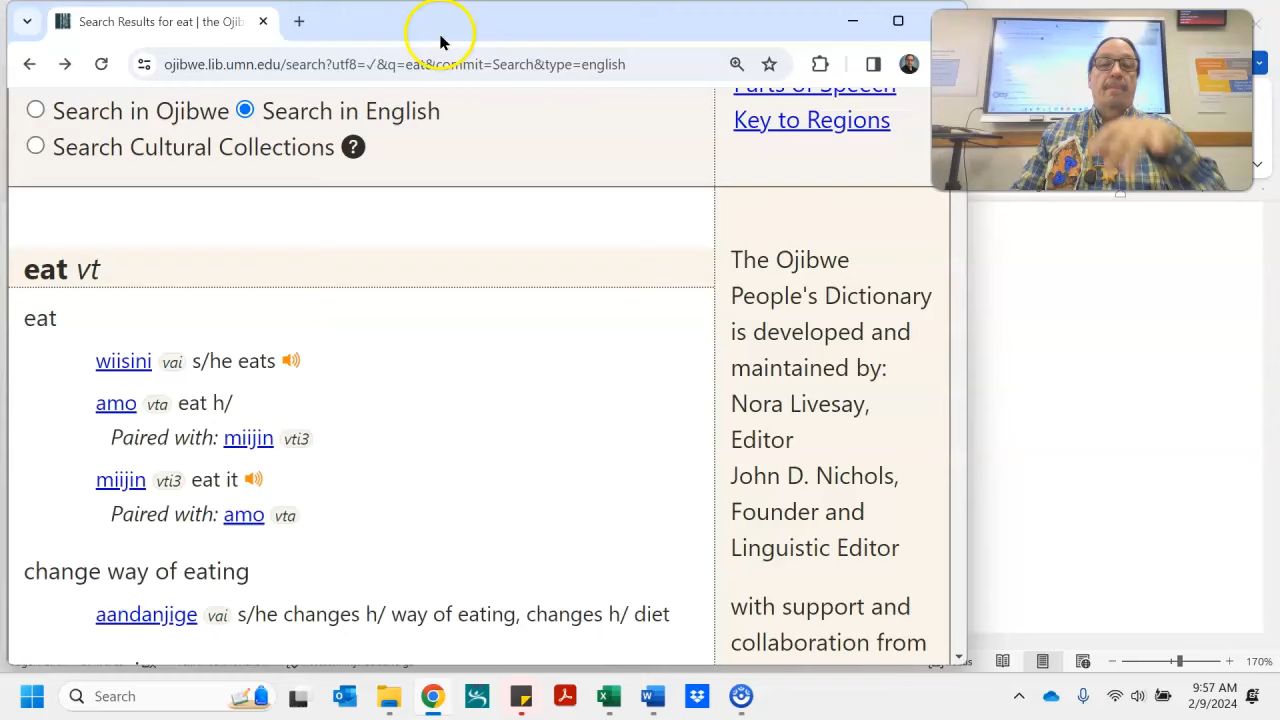 Search Results for eat | the Ojib
ojibwe.lib.umn.edu/search?utf8=✓&q=eat&commit=Search&type=english
Search in Ojibwe Search in English
Search Cultural Collections ?
Parts of Speech
Key to Regions
eat vt
eat
wiisini vai s/he eats
amo vta eat h/
Paired with: miijin vti3
miijin vti3 eat it
Paired with: amo vta
change way of eating
aandanjige vai s/he changes h/ way of eating, changes h/ diet
The Ojibwe
People's Dictionary
is developed and
maintained by:
Nora Livesay,
Editor
John D. Nichols,
Founder and
Linguistic Editor
with support and
collaboration from
170%
Search
9:57 AM
2/9/2024